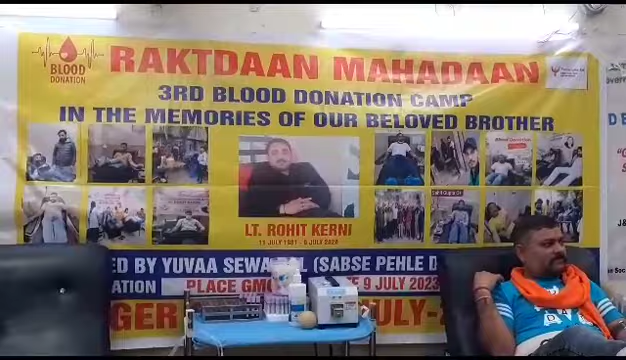 BLOOD
DONATION
RAKTDAAN MAHADAAN
3RD BLOOD DONATION CAMP
IN THE MEMORIES OF OUR BELOVED BROTHER
LT. ROHIT KERNI
ED BY YUVAA SEWA (SABSE PEHLE D
ATION PLACE GMC E 9 JULY 2023
GER ULY-